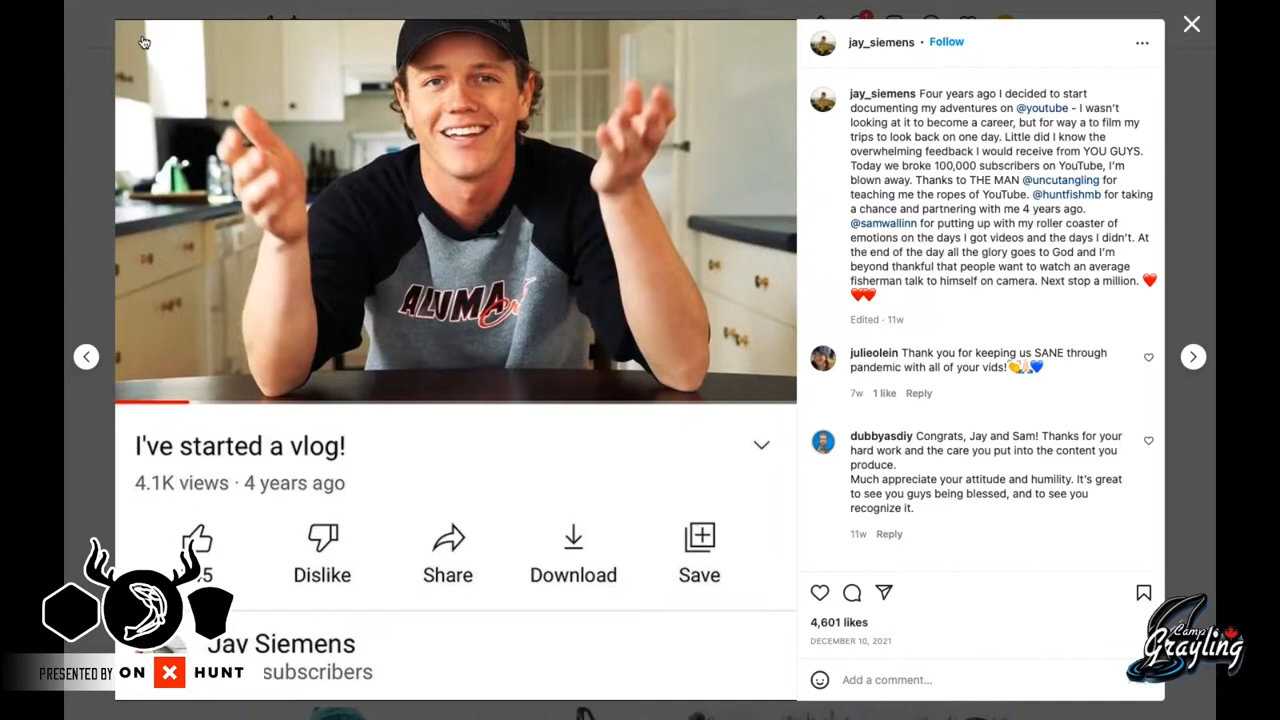 jay_siemens • Follow
jay_siemens Four years ago I decided to start
documenting my adventures on @youtube - I wasn't
looking at it to become a career, but for way a to film my
trips to look back on one day. Little did I know the
overwhelming feedback I would receive from YOU GUYS.
Today we broke 100,000 subscribers on YouTube, I'm
blown away. Thanks to THE MAN @uncutangling for
teaching me the ropes of YouTube. @huntfishmb for taking
a chance and partnering with me 4 years ago.
@samwallinn for putting up with my roller coaster of
emotions on the days I got videos and the days I didn't. At
the end of the day all the glory goes to God and I'm
beyond thankful that people want to watch an average
fisherman talk to himself on camera. Next stop a million. ❤️
❤️❤️
Edited · 11w
julieolein Thank you for keeping us SANE through
pandemic with all of your vids!👏🙏🏻💙
7w 1 like Reply
dubbyasdiy Congrats, Jay and Sam! Thanks for your
hard work and the care you put into the content you
produce.
Much appreciate your attitude and humility. It's great
to see you guys being blessed, and to see you
recognize it.
11w Reply
4,601 likes
DECEMBER 10, 2021
Add a comment...
ALUMA
I've started a vlog!
4.1K views · 4 years ago
Dislike
Share
Download
Save
Jay Siemens
subscribers
PRESENTED BY ON X HUNT
Camp
Grayling